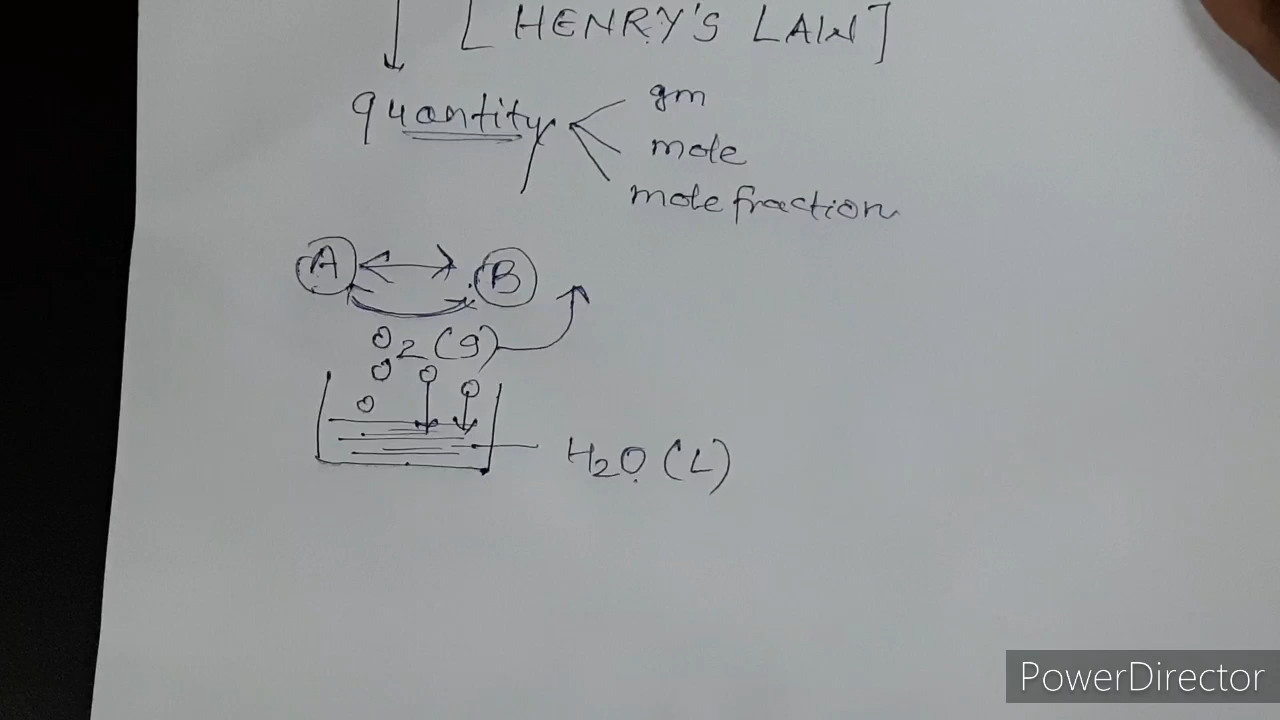 [ HENRY'S LAW ]
quantity
gm
mole
mole fraction
A
B
O2 (g)
H2O (L)
PowerDirector